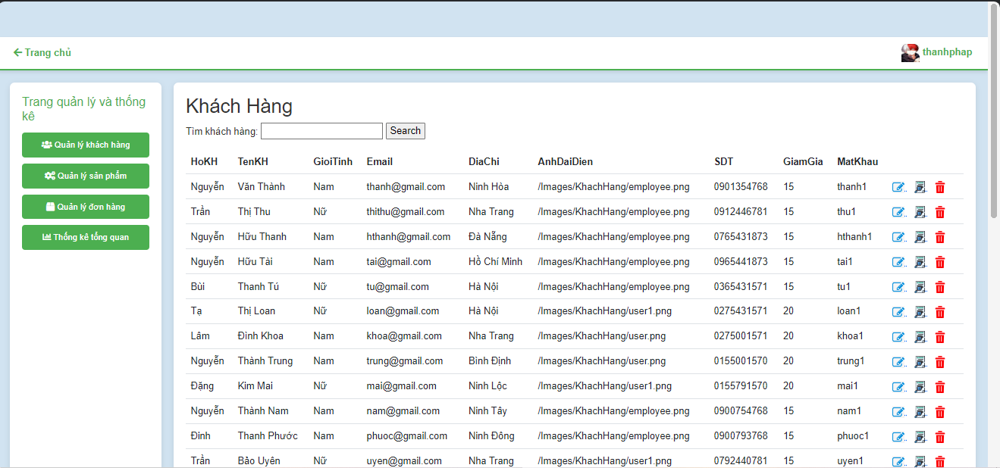 Trang chủ
thanhphap
Trang quản lý và thống kê
Quản lý khách hàng
Quản lý sản phẩm
Quản lý đơn hàng
Thống kê tổng quan
Khách Hàng
Tìm khách hàng: Search
HoKH TenKH GioiTinh Email DiaChi AnhDaiDien SDT GiamGia MatKhau
Nguyễn Văn Thành Nam thanh@gmail.com Ninh Hòa /Images/KhachHang/employee.png 0901354768 15 thanh1
Trần Thị Thu Nữ thithu@gmail.com Nha Trang /Images/KhachHang/employee.png 0912446781 15 thu1
Nguyễn Hữu Thanh Nam hthanh@gmail.com Đà Nẵng /Images/KhachHang/employee.png 0765431873 15 hthanh1
Nguyễn Hữu Tài Nam tai@gmail.com Hồ Chí Minh /Images/KhachHang/employee.png 0965441873 15 tai1
Bùi Thanh Tú Nữ tu@gmail.com Hà Nội /Images/KhachHang/employee.png 0365431571 15 tu1
Tạ Thị Loan Nữ loan@gmail.com Hà Nội /Images/KhachHang/user1.png 0275431571 20 loan1
Lâm Đình Khoa Nam khoa@gmail.com Nha Trang /Images/KhachHang/user.png 0275001571 20 khoa1
Nguyễn Thành Trung Nam trung@gmail.com Bình Định /Images/KhachHang/user.png 0155001570 20 trung1
Đặng Kim Mai Nữ mai@gmail.com Ninh Lộc /Images/KhachHang/user1.png 0155791570 20 mai1
Nguyễn Thành Nam Nam nam@gmail.com Ninh Tây /Images/KhachHang/employee.png 0900754768 15 nam1
Đinh Thanh Phước Nam phuoc@gmail.com Ninh Đông /Images/KhachHang/employee.png 0900793768 15 phuoc1
Trần Bảo Uyên Nữ uyen@gmail.com Nha Trang /Images/KhachHang/user1.png 0792440781 15 uyen1